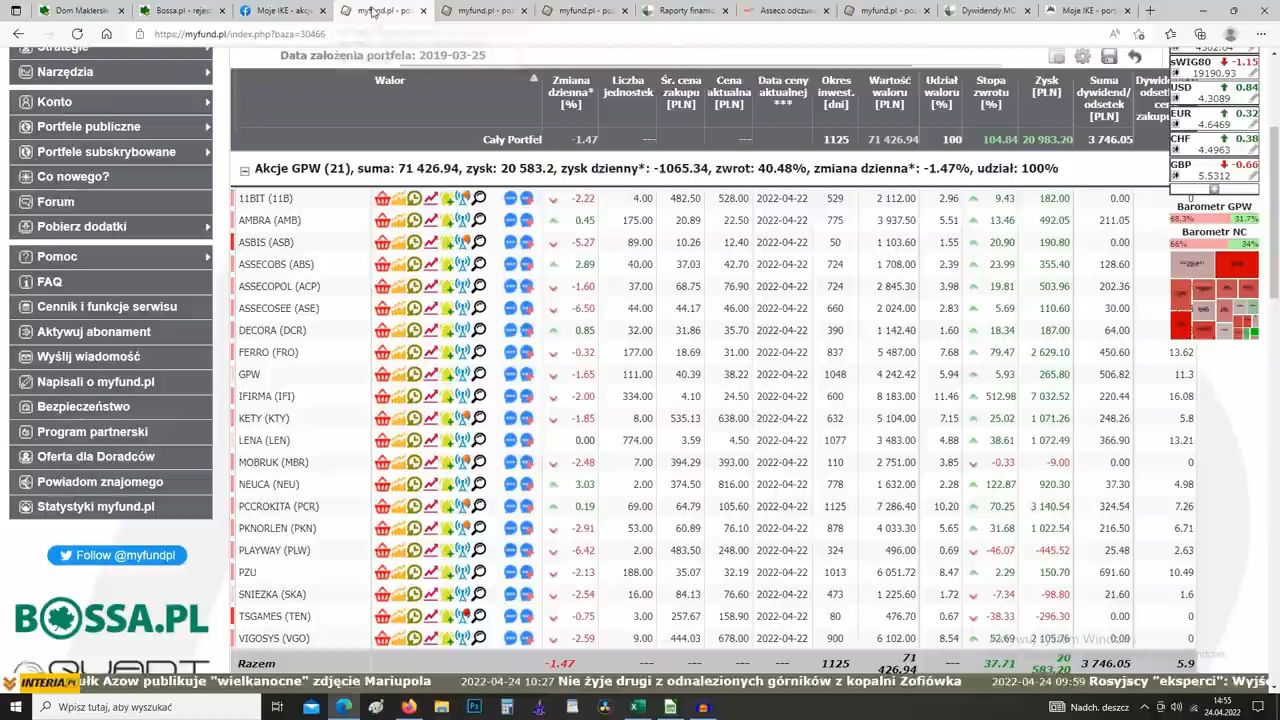 Dom Maklerski
Bossa.pl - rejest
Moje IKE - akcje
myfund.pl - po
myfund.pl - po
myfund.pl - po
Raporty finanso
Asseco odczuw
myfund.pl - po
Dywidendy MO
Moje IKE - port
https://myfund.pl/index.php?baza=30466
Strategie
Narzędzia
Konto
Portfele publiczne
Portfele subskrybowane
Co nowego?
Forum
Pobierz dodatki
Pomoc
FAQ
Cennik i funkcje serwisu
Aktywuj abonament
Wyślij wiadomość
Napisali o myfund.pl
Bezpieczeństwo
Program partnerski
Oferta dla Doradców
Powiadom znajomego
Statystyki myfund.pl
Follow @myfundpl
BOSSA.PL
QUANT
Data założenia portfela: 2019-03-25
Walor Zmiana dzienna* [%] Liczba jednostek Śr. cena zakupu [PLN] Cena aktualna [PLN] Data ceny aktualnej *** Okres inwest. [dni] Wartość waloru [PLN] Udział waloru [%] Stopa zwrotu [%] Zysk [PLN] Suma dywidend/ odsetek [PLN]
Cały Portfel -1.47 --- --- --- --- 1125 71 426.94 100 104.84 20 983.20 3 746.05
Akcje GPW (21), suma: 71 426.94, zysk: 20 583.2, zysk dzienny*: -1065.34, zwrot: 40.48%, zmiana dzienna*: -1.47%, udział: 100%
11BIT (11B) -2.22 4.00 482.50 528.00 2022-04-22 529 2 112.00 2.96 9.43 182.00 0.00 0
AMBRA (AMB) 0.45 175.00 20.89 22.50 2022-04-22 775 3 937.50 5.51 13.46 492.05 211.05
ASBIS (ASB) -5.27 89.00 10.26 12.40 2022-04-22 50 1 103.60 1.55 20.90 190.80 0.00
ASSECOBS (ABS) 2.89 40.00 37.03 42.70 2022-04-22 724 1 708.00 2.39 23.99 355.40 128.60
ASSECOPOL (ACP) -1.60 37.00 68.75 76.90 2022-04-22 724 2 845.30 3.98 19.81 503.96 202.36
ASSECOSEE (ASE) -6.50 44.00 44.17 46.00 2022-04-22 660 2 024.00 2.83 5.69 110.60 30.00
DECORA (DCR) 0.85 32.00 31.86 35.70 2022-04-22 390 1 142.40 1.60 18.34 187.00 64.00
FERRO (FRO) -0.32 177.00 18.69 31.00 2022-04-22 837 5 487.00 7.68 79.47 2 629.10 450.60 13.62
GPW -1.65 111.00 40.39 38.22 2022-04-22 1048 4 242.42 5.94 5.93 265.80 506.82 11.3
IFIRMA (IFI) -2.00 334.00 4.10 24.50 2022-04-22 600 8 183.00 11.46 512.98 7 032.52 220.44 16.08
KETY (KTY) -1.85 8.00 535.13 638.00 2022-04-22 632 5 104.00 7.15 25.02 1 071.26 248.26 5.8
LENA (LEN) 0.00 774.00 3.59 4.50 2022-04-22 1077 3 483.00 4.88 38.61 1 072.49 366.90 13.21
MOBRUK (MBR) -2.48 7.00 394.29 393.00 2022-04-22 110 2 751.00 3.85 -0.33 -9.00 0.00 0
NEUCA (NEU) 3.03 2.00 374.50 816.00 2022-04-22 778 1 632.00 2.28 122.87 920.30 37.30 4.98
PCCROKITA (PCR) 0.19 69.00 64.79 105.60 2022-04-22 1125 7 286.40 10.20 70.25 3 140.54 324.54 7.26
PKNORLEN (PKN) -2.91 53.00 60.89 76.10 2022-04-22 878 4 033.30 5.65 31.68 1 022.54 216.50 6.71
PLAYWAY (PLW) -6.42 2.00 483.50 248.00 2022-04-22 324 496.00 0.69 -46.07 -445.52 25.48 2.63
PZU -2.13 188.00 35.07 32.19 2022-04-22 1013 6 051.72 8.47 2.29 150.70 691.60 10.49
ŚNIEŻKA (SKA) -2.54 16.00 84.13 76.60 2022-04-22 473 1 225.60 1.72 -7.34 -98.80 21.60 1.6
TSGAMES (TEN) -0.75 3.00 257.67 158.90 2022-04-22 80 476.70 0.67 -38.33 -296.30 0.00 0
VIGOSYS (VGO) -2.59 9.00 444.03 678.00 2022-04-22 900 6 102.00 8.54 52.69 2 105.76 0.00 0
Razem -1.47 --- --- --- --- 1125 71 426.94 --- 37.71 20 583.20 3 746.05 5.9
sWIG80 -1.15
19190.93
USD 0.84
4.3089
EUR 0.32
4.6469
CHF 0.38
4.4963
GBP -0.66
5.5312
Barometr GPW
68.3% 31.7%
Barometr NC
66% 34%
INTERIA.PL
ułk Azow publikuje "wielkanocne" zdjęcie Mariupola 2022-04-24 10:27 Nie żyje drugi z odnalezionych górników z kopalni Zofiówka 2022-04-24 09:59 Rosyjscy "eksperci": Wyjś
Wpisz tutaj, aby wyszukać
Nadch. deszcz
14:55
24.04.2022